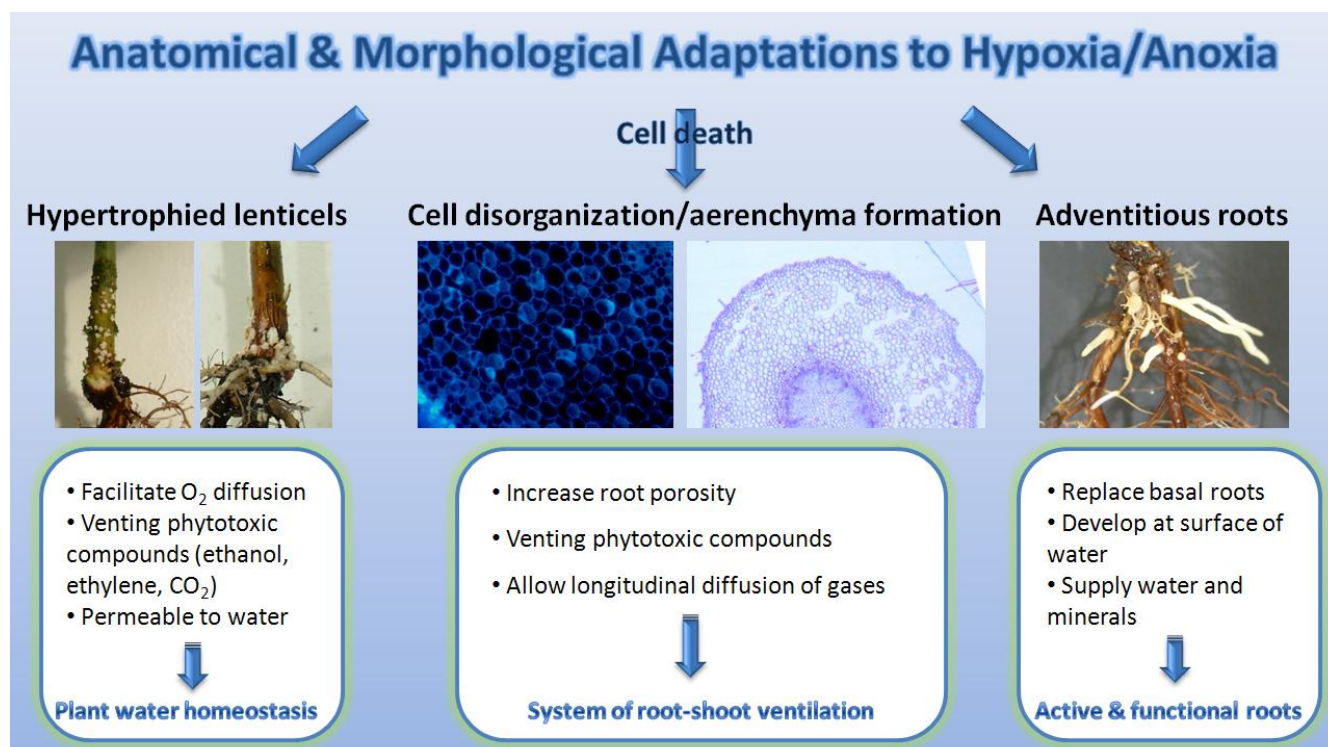 Anatomical & Morphological Adaptations to Hypoxia/Anoxia
Cell death
Hypertrophied lenticels
• Facilitate O₂ diffusion
• Venting phytotoxic
compounds (ethanol,
ethylene, CO₂)
• Permeable to water
Plant water homeostasis
Cell disorganization/aerenchyma formation
• Increase root porosity
• Venting phytotoxic compounds
• Allow longitudinal diffusion of gases
System of root-shoot ventilation
Adventitious roots
• Replace basal roots
• Develop at surface of
water
• Supply water and
minerals
Active & functional roots